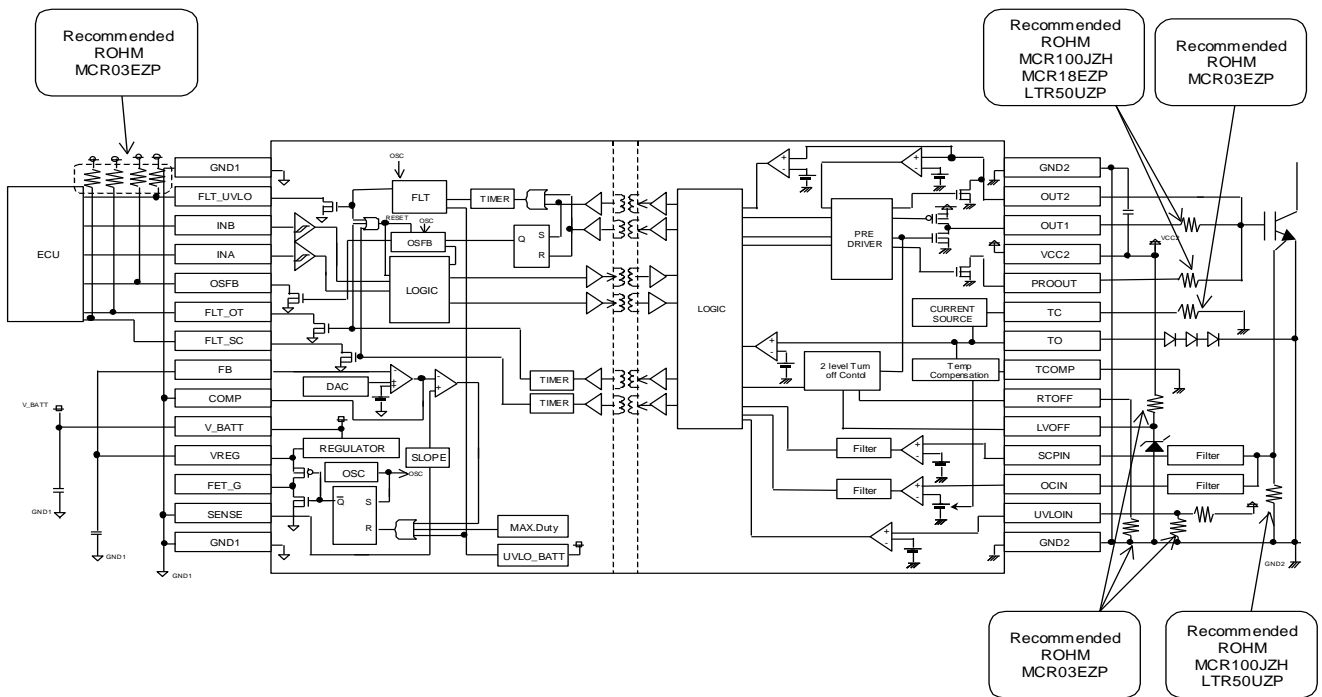 Recommended
ROHM
MCR03EZP
Recommended
ROHM
MCR100JZH
MCR18EZP
LTR50UZP
Recommended
ROHM
MCR03EZP
ECU
GND1
FLT_UVLO
INB
INA
OSFB
FLT_OT
FLT_SC
FB
COMP
V_BATT
VREG
FET_G
SENSE
GND1
V_BATT
GND1
GND1
GND1
OSC
FLT
TIMER
RESET
OSC
OSFB
Q
S
R
LOGIC
TIMER
TIMER
DAC
REGULATOR
SLOPE
OSC
OSC
Q
S
R
MAX.Duty
UVLO_BATT
LOGIC
PRE
DRIVER
CURRENT
SOURCE
2 level Turn
off Contol
Temp
Compensation
Filter
Filter
GND2
OUT2
OUT1
VCC2
PROOUT
TC
TO
TCOMP
RTOFF
LVOFF
SCPIN
OCIN
UVLOIN
GND2
VCC2
Filter
Filter
GND2
Recommended
ROHM
MCR03EZP
Recommended
ROHM
MCR100JZH
LTR50UZP